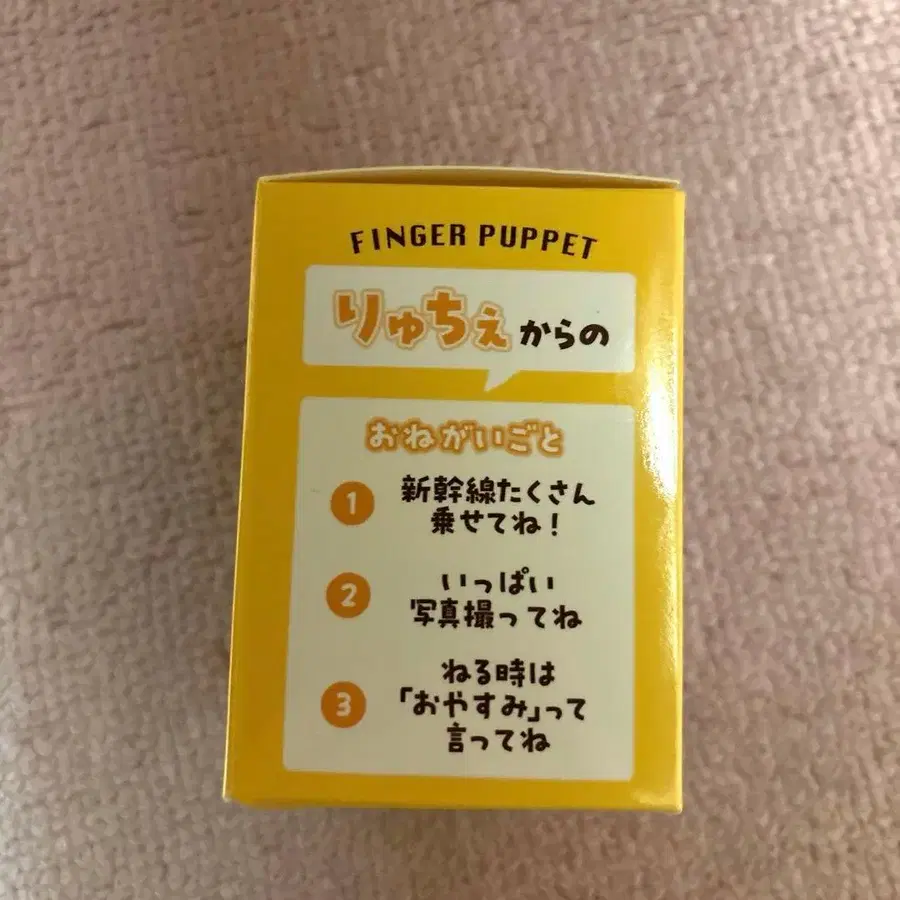 FINGER PUPPET
りゅちぇからの
おねがいごと
1 新幹線たくさん
乗せてね!
2 いっぱい
写真撮ってね
3 ねる時は
「おやすみ」って
言ってね